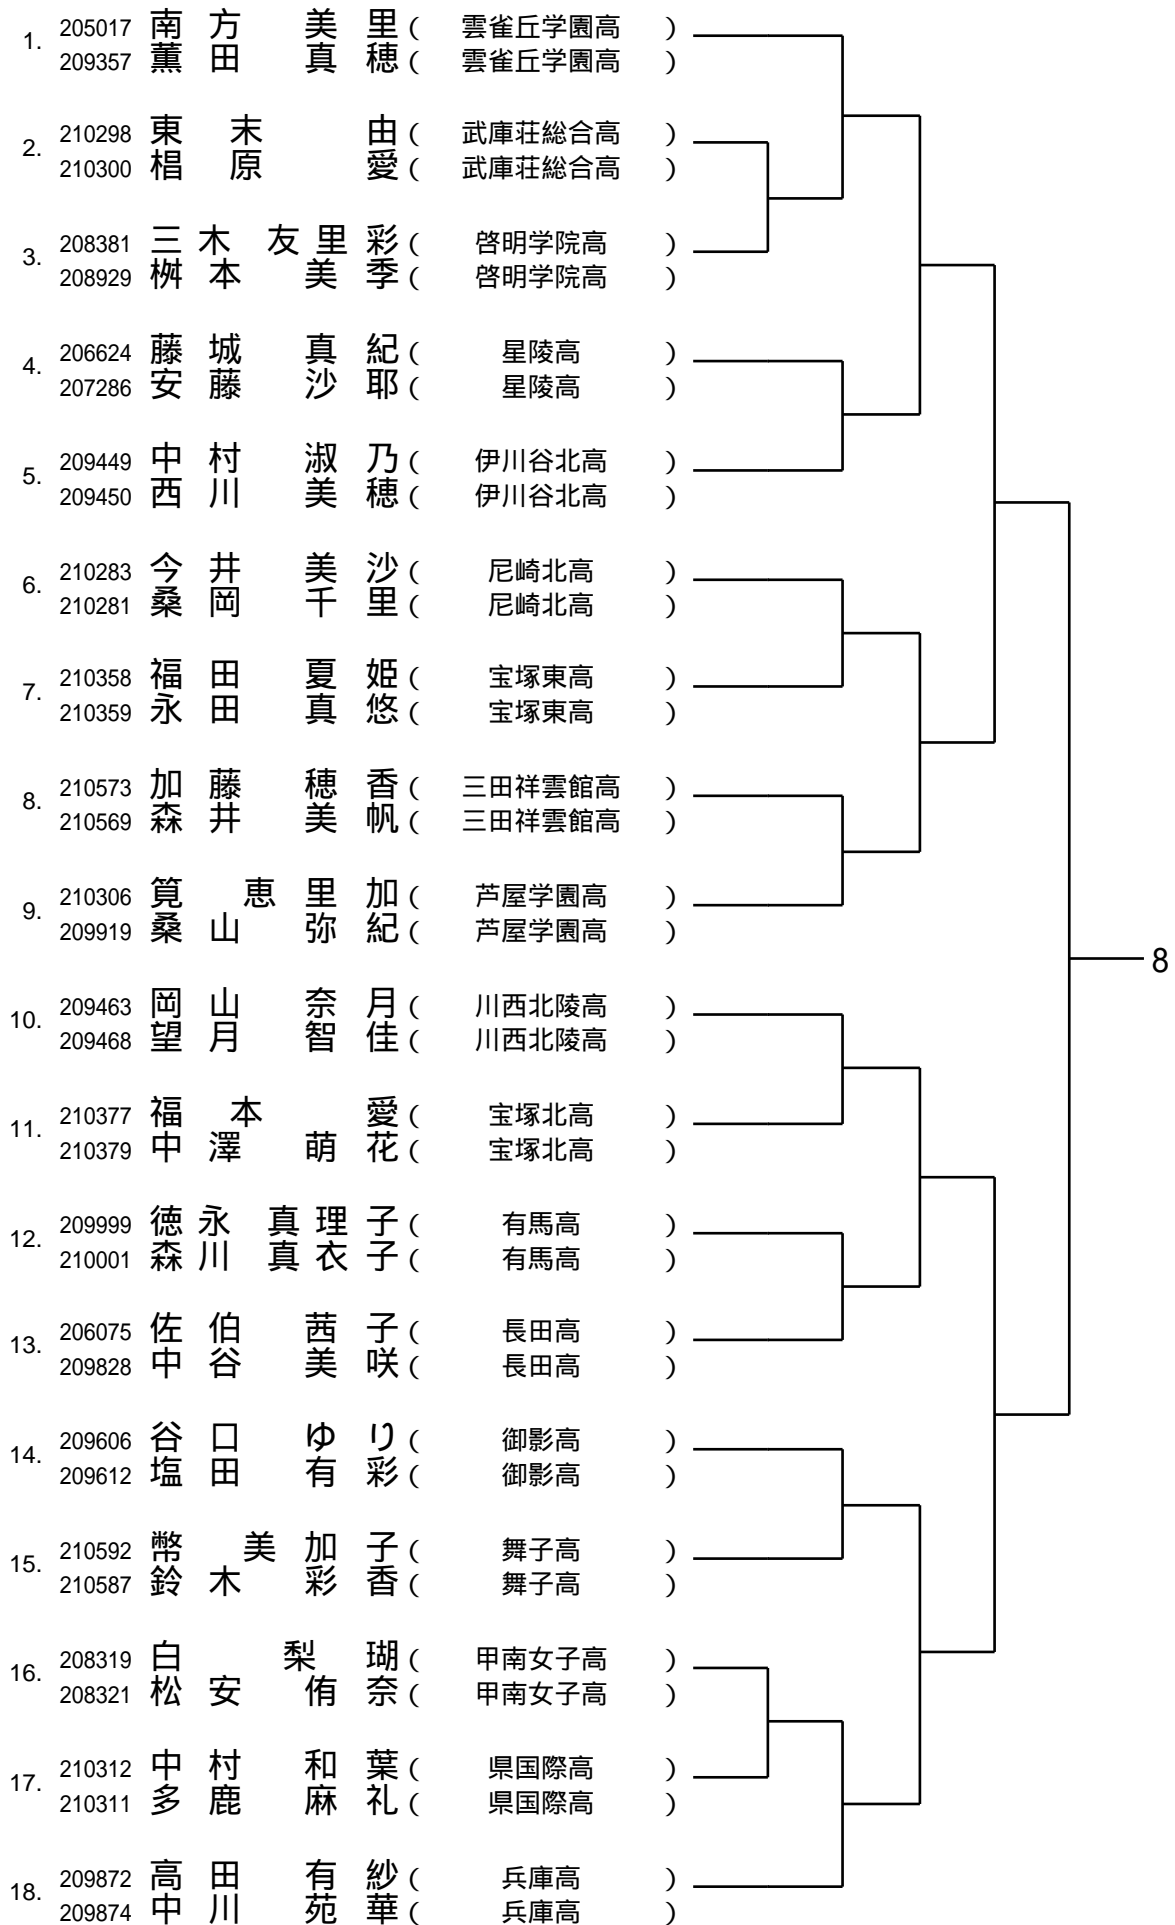 1. 205017 南方 美里 ( 雲雀丘学園高 )
209357 薫田 真穂 ( 雲雀丘学園高 )
2. 210298 東末 由 ( 武庫荘総合高 )
210300 椙原 愛 ( 武庫荘総合高 )
3. 208381 三木 友里彩 ( 啓明学院高 )
208929 桝本 美季 ( 啓明学院高 )
4. 206624 藤城 真紀 ( 星陵高 )
207286 安藤 沙耶 ( 星陵高 )
5. 209449 中村 淑乃 ( 伊川谷北高 )
209450 西川 美穂 ( 伊川谷北高 )
6. 210283 今井 美沙 ( 尼崎北高 )
210281 桑岡 千里 ( 尼崎北高 )
7. 210358 福田 夏姫 ( 宝塚東高 )
210359 永田 真悠 ( 宝塚東高 )
8. 210573 加藤 穂香 ( 三田祥雲館高 )
210569 森井 美帆 ( 三田祥雲館高 )
9. 210306 筧 恵里加 ( 芦屋学園高 )
209919 桑山 弥紀 ( 芦屋学園高 )
8
10. 209463 岡山 奈月 ( 川西北陵高 )
209468 望月 智佳 ( 川西北陵高 )
11. 210377 福本 愛 ( 宝塚北高 )
210379 中澤 萌花 ( 宝塚北高 )
12. 209999 徳永 真理子 ( 有馬高 )
210001 森川 真衣子 ( 有馬高 )
13. 206075 佐伯 茜子 ( 長田高 )
209828 中谷 美咲 ( 長田高 )
14. 209606 谷口 ゆり ( 御影高 )
209612 塩田 有彩 ( 御影高 )
15. 210592 幣 美加子 ( 舞子高 )
210587 鈴木 彩香 ( 舞子高 )
16. 208319 白 梨瑚 ( 甲南女子高 )
208321 松安 侑奈 ( 甲南女子高 )
17. 210312 中村 和葉 ( 県国際高 )
210311 多鹿 麻礼 ( 県国際高 )
18. 209872 高田 有紗 ( 兵庫高 )
209874 中川 苑華 ( 兵庫高 )